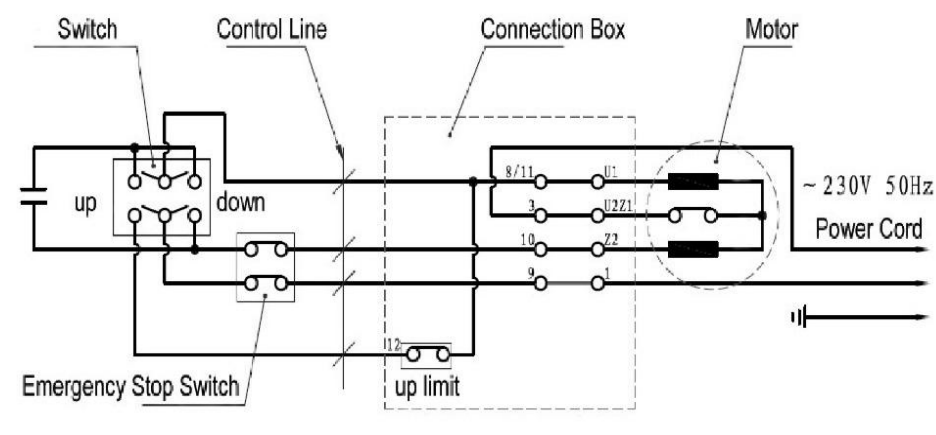 Switch Control Line Connection Box Motor
8/11 U1
up down
3 U2Z1
~230V 50Hz
10 Z2
Power Cord
9 1
12
Emergency Stop Switch
up limit